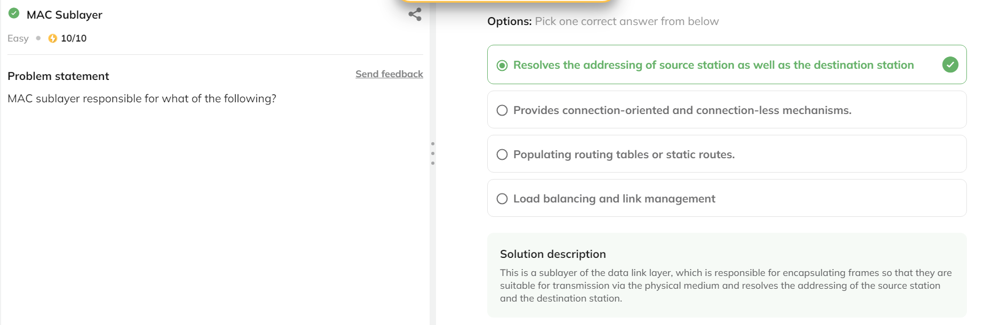 MAC Sublayer
Easy 10/10
Problem statement
Send feedback
MAC sublayer responsible for what of the following?
Options: Pick one correct answer from below
Resolves the addressing of source station as well as the destination station
Provides connection-oriented and connection-less mechanisms.
Populating routing tables or static routes.
Load balancing and link management
Solution description
This is a sublayer of the data link layer, which is responsible for encapsulating frames so that they are
suitable for transmission via the physical medium and resolves the addressing of the source station
and the destination station.